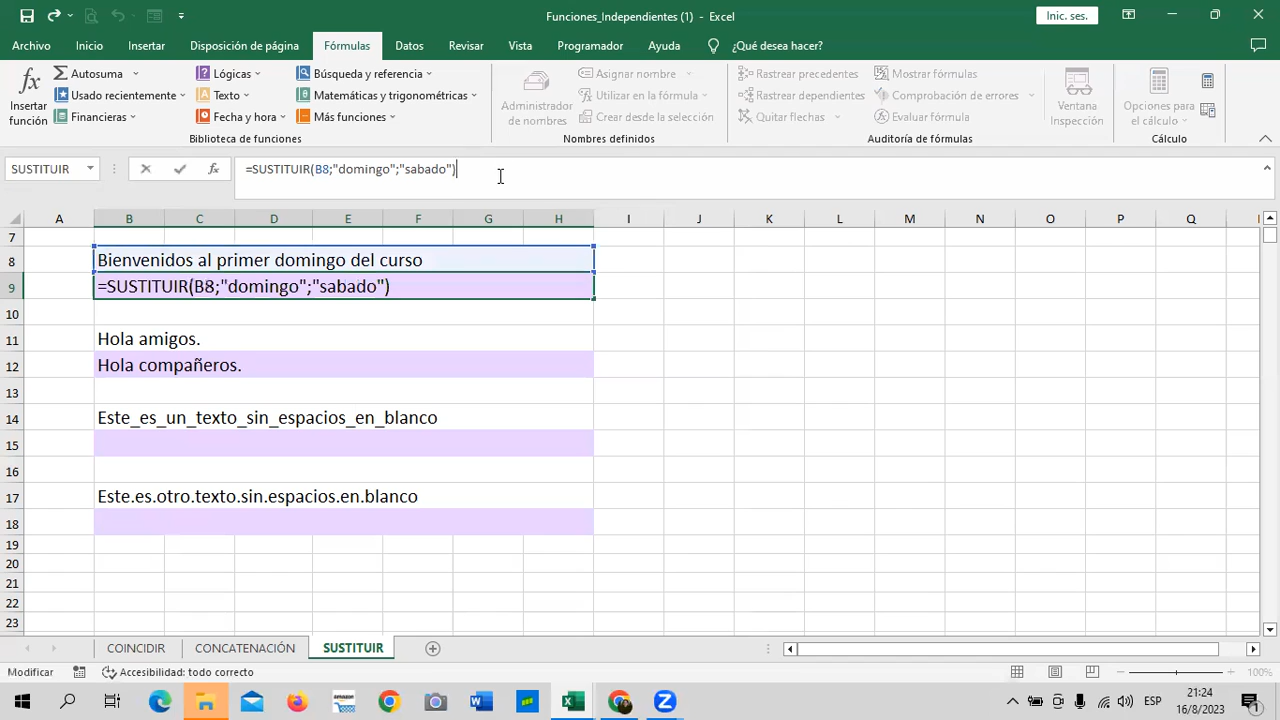 Funciones_Independientes (1) - Excel
Inic. ses.
Archivo Inicio Insertar Disposición de página Fórmulas Datos Revisar Vista Programador Ayuda ¿Qué desea hacer?
Insertar función
Autosuma
Usado recientemente
Financieras
Lógicas
Texto
Fecha y hora
Búsqueda y referencia
Matemáticas y trigonométricas
Más funciones
Biblioteca de funciones
Administrador de nombres
Asignar nombre
Utilizar en la fórmula
Crear desde la selección
Nombres definidos
Rastrear precedentes
Rastrear dependientes
Quitar flechas
Mostrar fórmulas
Comprobación de errores
Evaluar fórmula
Auditoría de fórmulas
Ventana Inspección
Opciones para el cálculo
Cálculo
SUSTITUIR
fx
=SUSTITUIR(B8;"domingo";"sabado")
A B C D E F G H I J K L M N O P Q
7
8 Bienvenidos al primer domingo del curso
9 =SUSTITUIR(B8;"domingo";"sabado")
10
11 Hola amigos.
12 Hola compañeros.
13
14 Este_es_un_texto_sin_espacios_en_blanco
15
16
17 Este.es.otro.texto.sin.espacios.en.blanco
18
19
20
21
22
23
COINCIDIR CONCATENACIÓN SUSTITUIR
Modificar Accesibilidad: todo correcto 100%
ESP 21:24
16/8/2023